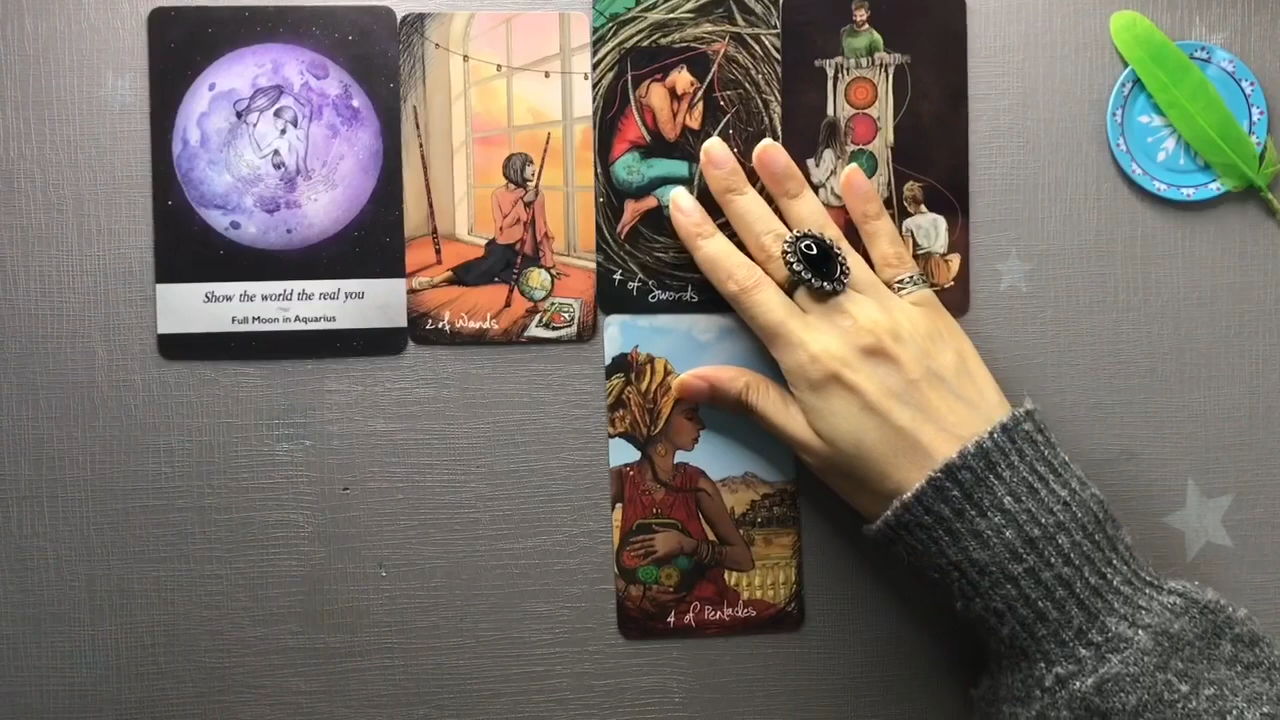 Show the world the real you
Full Moon in Aquarius
2 of Wands
4 of Swords
4 of Pentacles